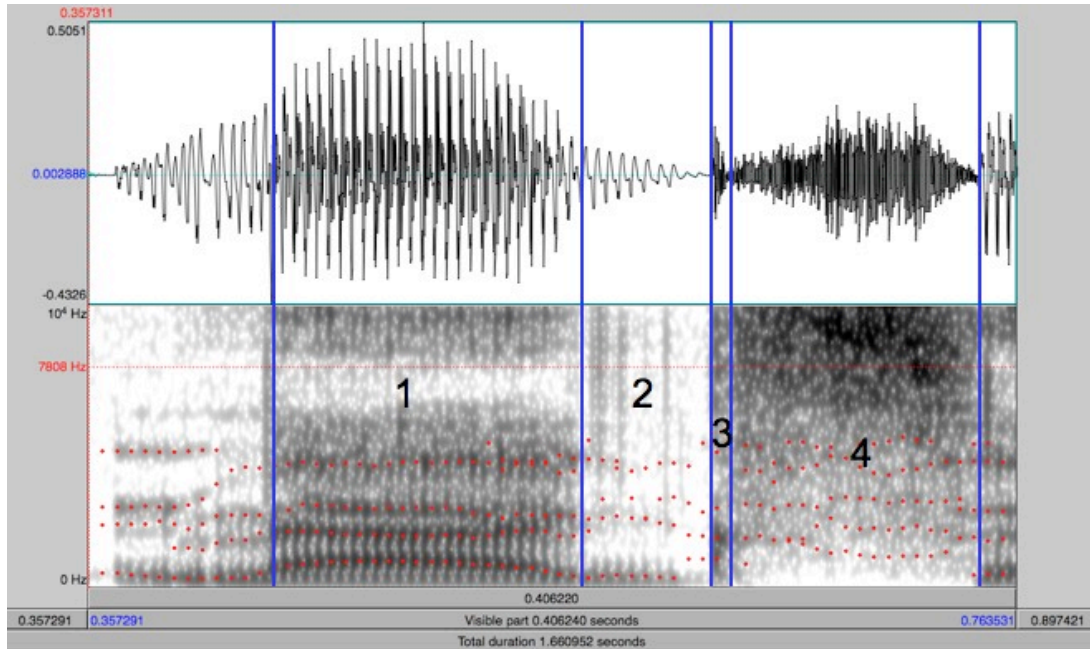 0.357311
0.5051
0.002888
-0.4326
10⁴ Hz
7808 Hz
0 Hz
1
2
3
4
0.406220
0.357291
0.357291
Visible part 0.406240 seconds
0.763531
0.897421
Total duration 1.660952 seconds